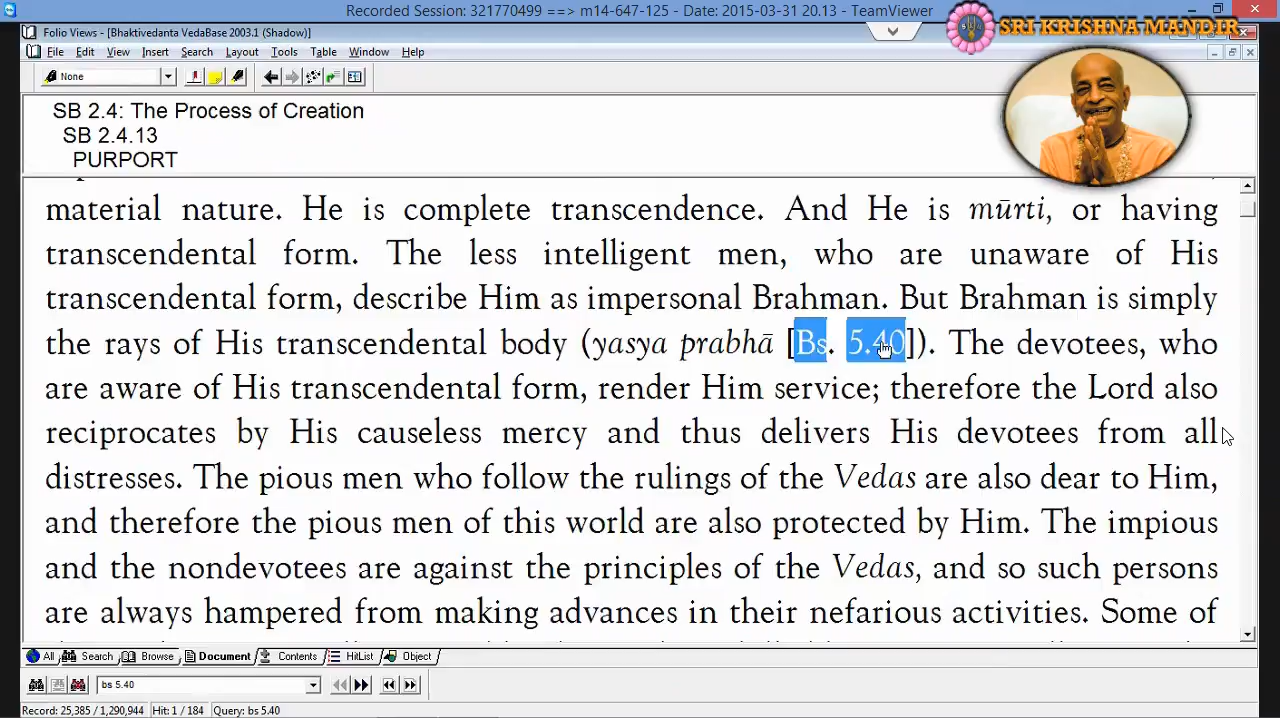 Recorded Session: 321770499 ==> m14-647-125 - Date: 2015-03-31 20.13 - TeamViewer
SRI KRISHNA MANDIR
Folio Views - [Bhaktivedanta VedaBase 2003.1 (Shadow)]
File Edit View Insert Search Layout Tools Table Window Help
None
SB 2.4: The Process of Creation
SB 2.4.13
PURPORT
material nature. He is complete transcendence. And He is mūrti, or having
transcendental form. The less intelligent men, who are unaware of His
transcendental form, describe Him as impersonal Brahman. But Brahman is simply
the rays of His transcendental body (yasya prabhā [Bs. 5.40]). The devotees, who
are aware of His transcendental form, render Him service; therefore the Lord also
reciprocates by His causeless mercy and thus delivers His devotees from all
distresses. The pious men who follow the rulings of the Vedas are also dear to Him,
and therefore the pious men of this world are also protected by Him. The impious
and the nondevotees are against the principles of the Vedas, and so such persons
are always hampered from making advances in their nefarious activities. Some of
All Search Browse Document Contents HitList Object
bs 5.40
Record: 25,385 / 1,290,944 Hit: 1 / 184 Query: bs 5.40